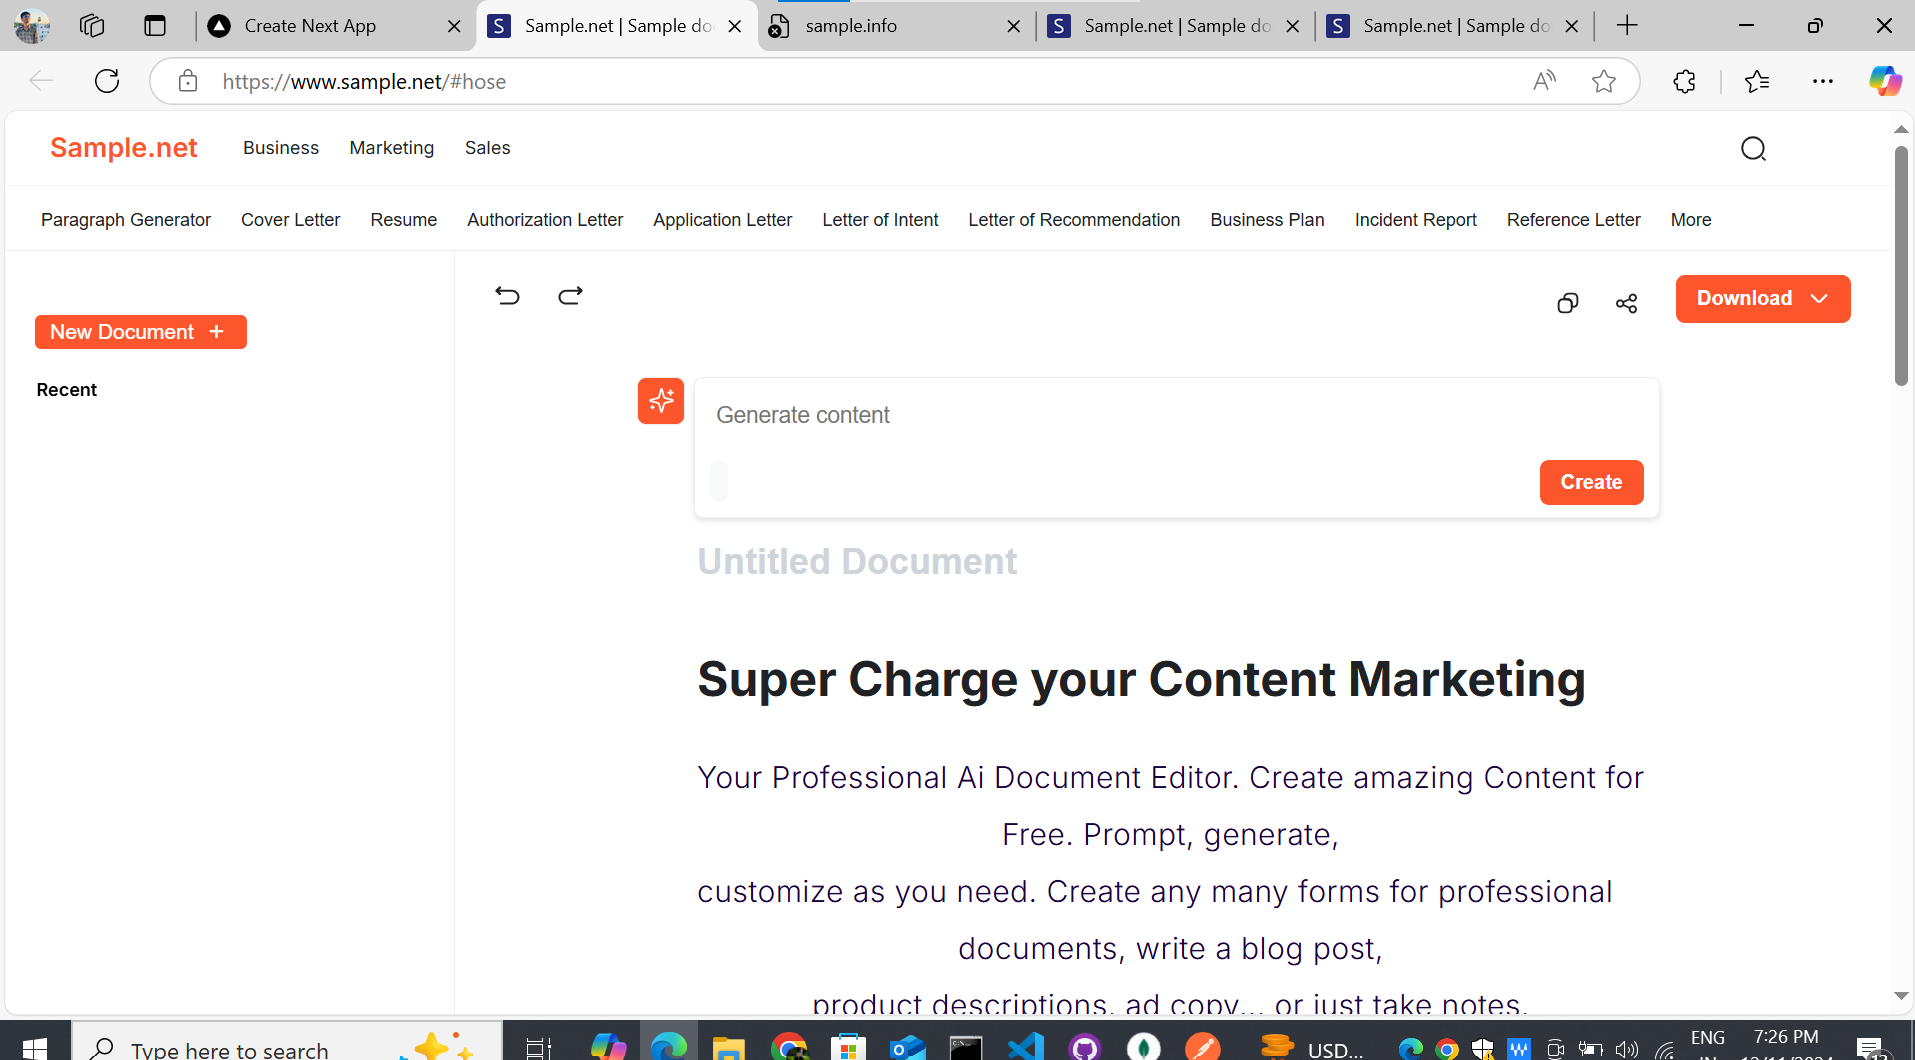 Create Next App
Sample.net | Sample do
sample.info
Sample.net | Sample do
Sample.net | Sample do
https://www.sample.net/#hose
Sample.net Business Marketing Sales
Paragraph Generator Cover Letter Resume Authorization Letter Application Letter Letter of Intent Letter of Recommendation Business Plan Incident Report Reference Letter More
Download
New Document +
Recent
Generate content
Create
Untitled Document
Super Charge your Content Marketing
Your Professional Ai Document Editor. Create amazing Content for
Free. Prompt, generate,
customize as you need. Create any many forms for professional
documents, write a blog post,
product descriptions, ad copy... or just take notes.
Type here to search
USD...
ENG
7:26 PM